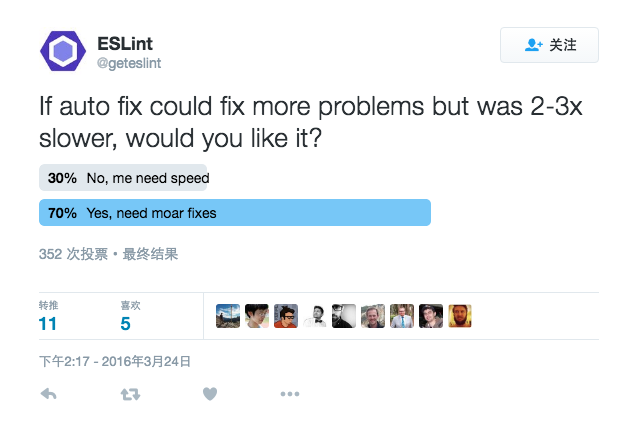 ESLint
@geteslint
关注
If auto fix could fix more problems but was 2-3x
slower, would you like it?
30% No, me need speed
70% Yes, need moar fixes
352 次投票 • 最终结果
转推 喜欢
11 5
下午2:17 - 2016年3月24日